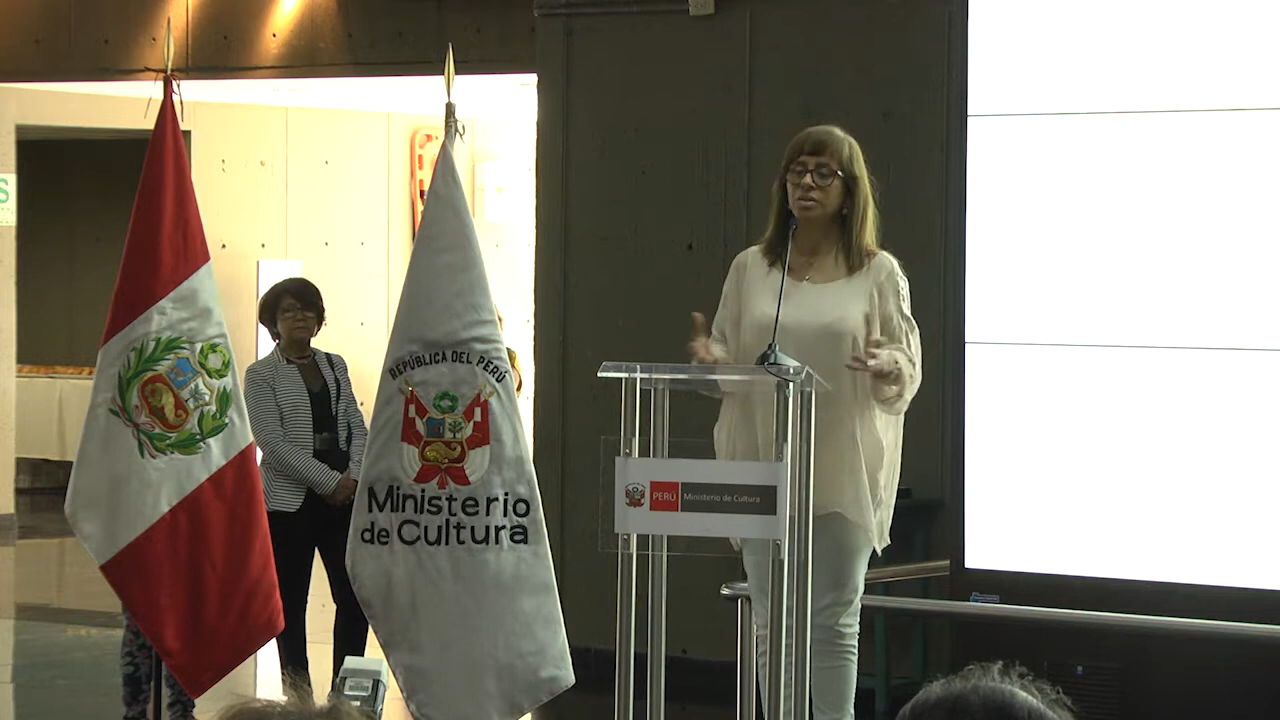 S
REPÚBLICA DEL PERÚ
Ministerio
de Cultura
PERÚ Ministerio de Cultura